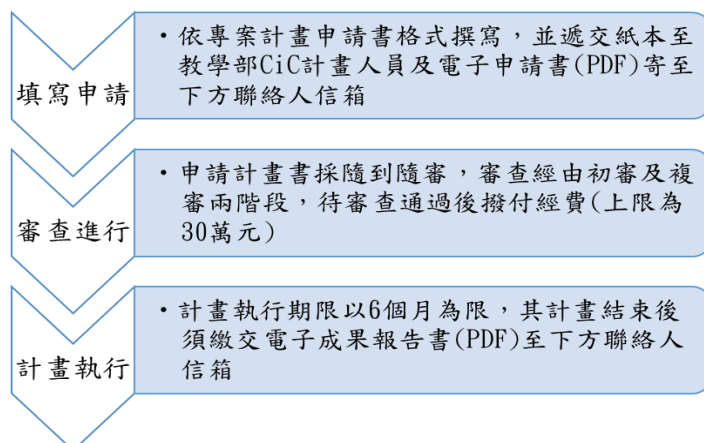 填寫申請
•依專案計畫申請書格式撰寫，並遞交紙本至
教學部CiC計畫人員及電子申請書(PDF)寄至
下方聯絡人信箱
審查進行
•申請計畫書採隨到隨審，審查經由初審及複
審兩階段，待審查通過後撥付經費(上限為
30萬元)
計畫執行
•計畫執行期限以6個月為限，其計畫結束後
須繳交電子成果報告書(PDF)至下方聯絡人
信箱